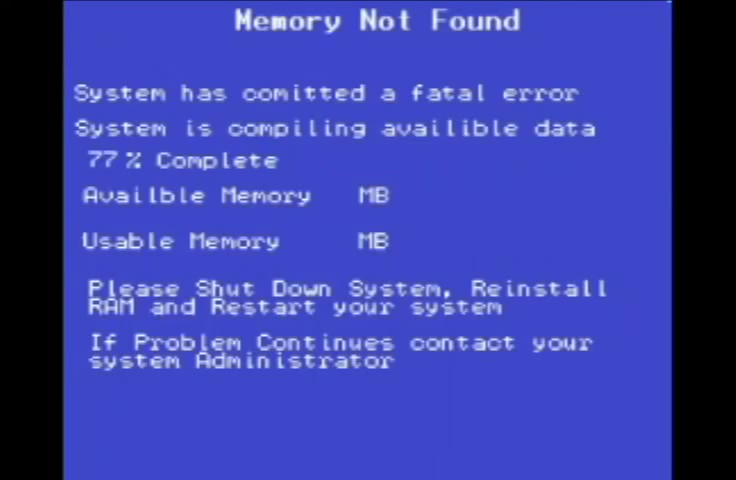 Memory Not Found
System has comitted a fatal error
System is compiling availible data
77% Complete
Availble Memory MB
Usable Memory MB
Please Shut Down System, Reinstall
RAM and Restart your system
If Problem Continues contact your
system Administrator